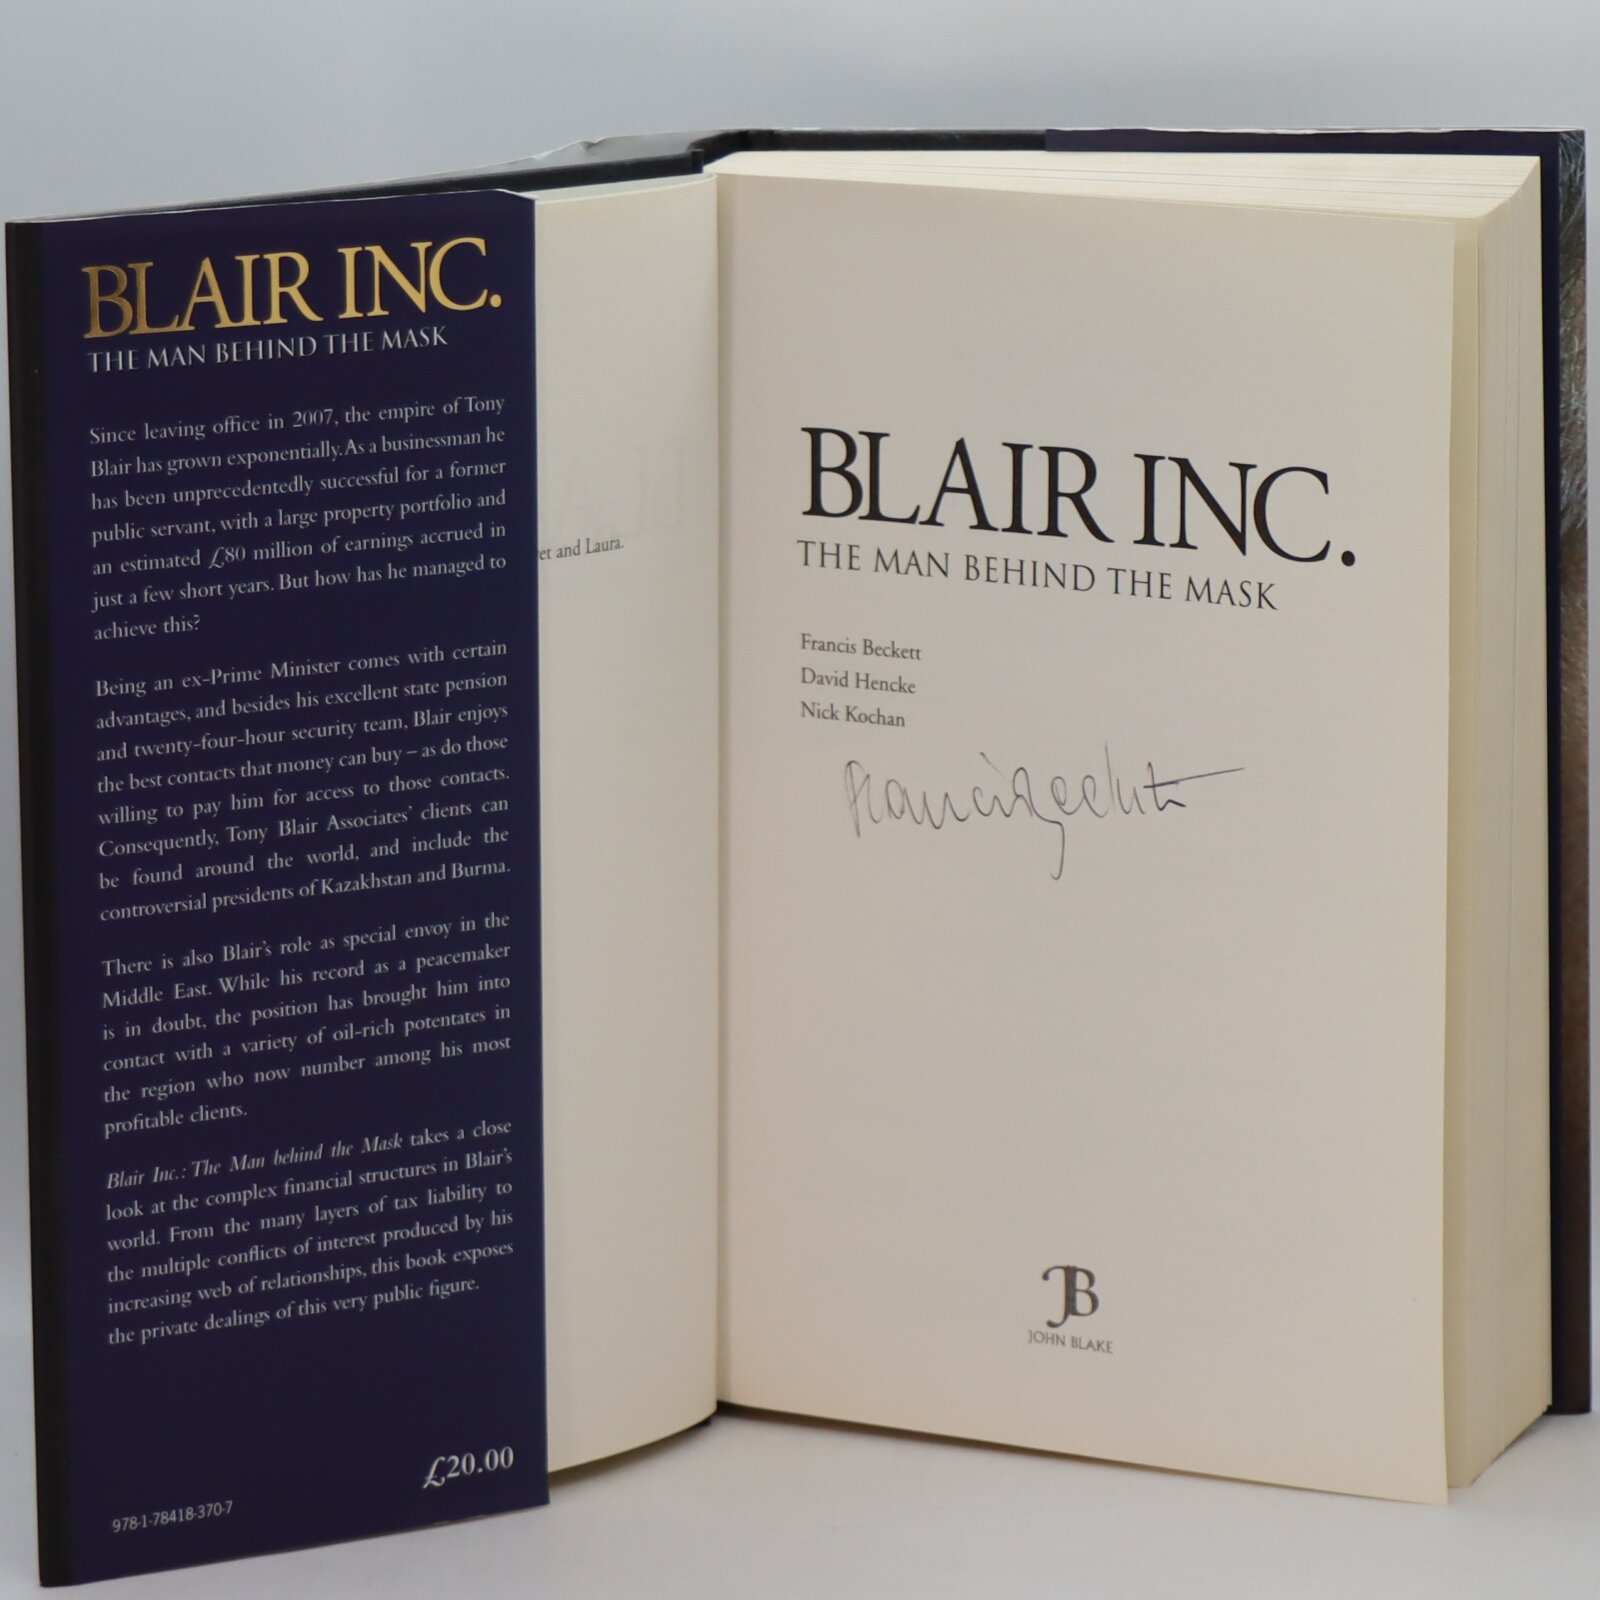 BLAIR INC.
THE MAN BEHIND THE MASK
Since leaving office in 2007, the empire of Tony
Blair has grown exponentially. As a businessman he
has been unprecedentedly successful for a former
public servant, with a large property portfolio and
an estimated £80 million of earnings accrued in
just a few short years. But how has he managed to
achieve this?
Being an ex-Prime Minister comes with certain
advantages, and besides his excellent state pension
and twenty-four-hour security team, Blair enjoys
the best contacts that money can buy – as do those
willing to pay him for access to those contacts.
Consequently, Tony Blair Associates' clients can
be found around the world, and include the
controversial presidents of Kazakhstan and Burma.
There is also Blair's role as special envoy in the
Middle East. While his record as a peacemaker
is in doubt, the position has brought him into
contact with a variety of oil-rich potentates in
the region who now number among his most
profitable clients.
Blair Inc.: The Man behind the Mask takes a close
look at the complex financial structures in Blair's
world. From the many layers of tax liability to
the multiple conflicts of interest produced by his
increasing web of relationships, this book exposes
the private dealings of this very public figure.
£20.00
978-1-78418-370-7
and Laura.
BLAIR INC.
THE MAN BEHIND THE MASK
Francis Beckett
David Hencke
Nick Kochan
Francis Beckett
JB
JOHN BLAKE